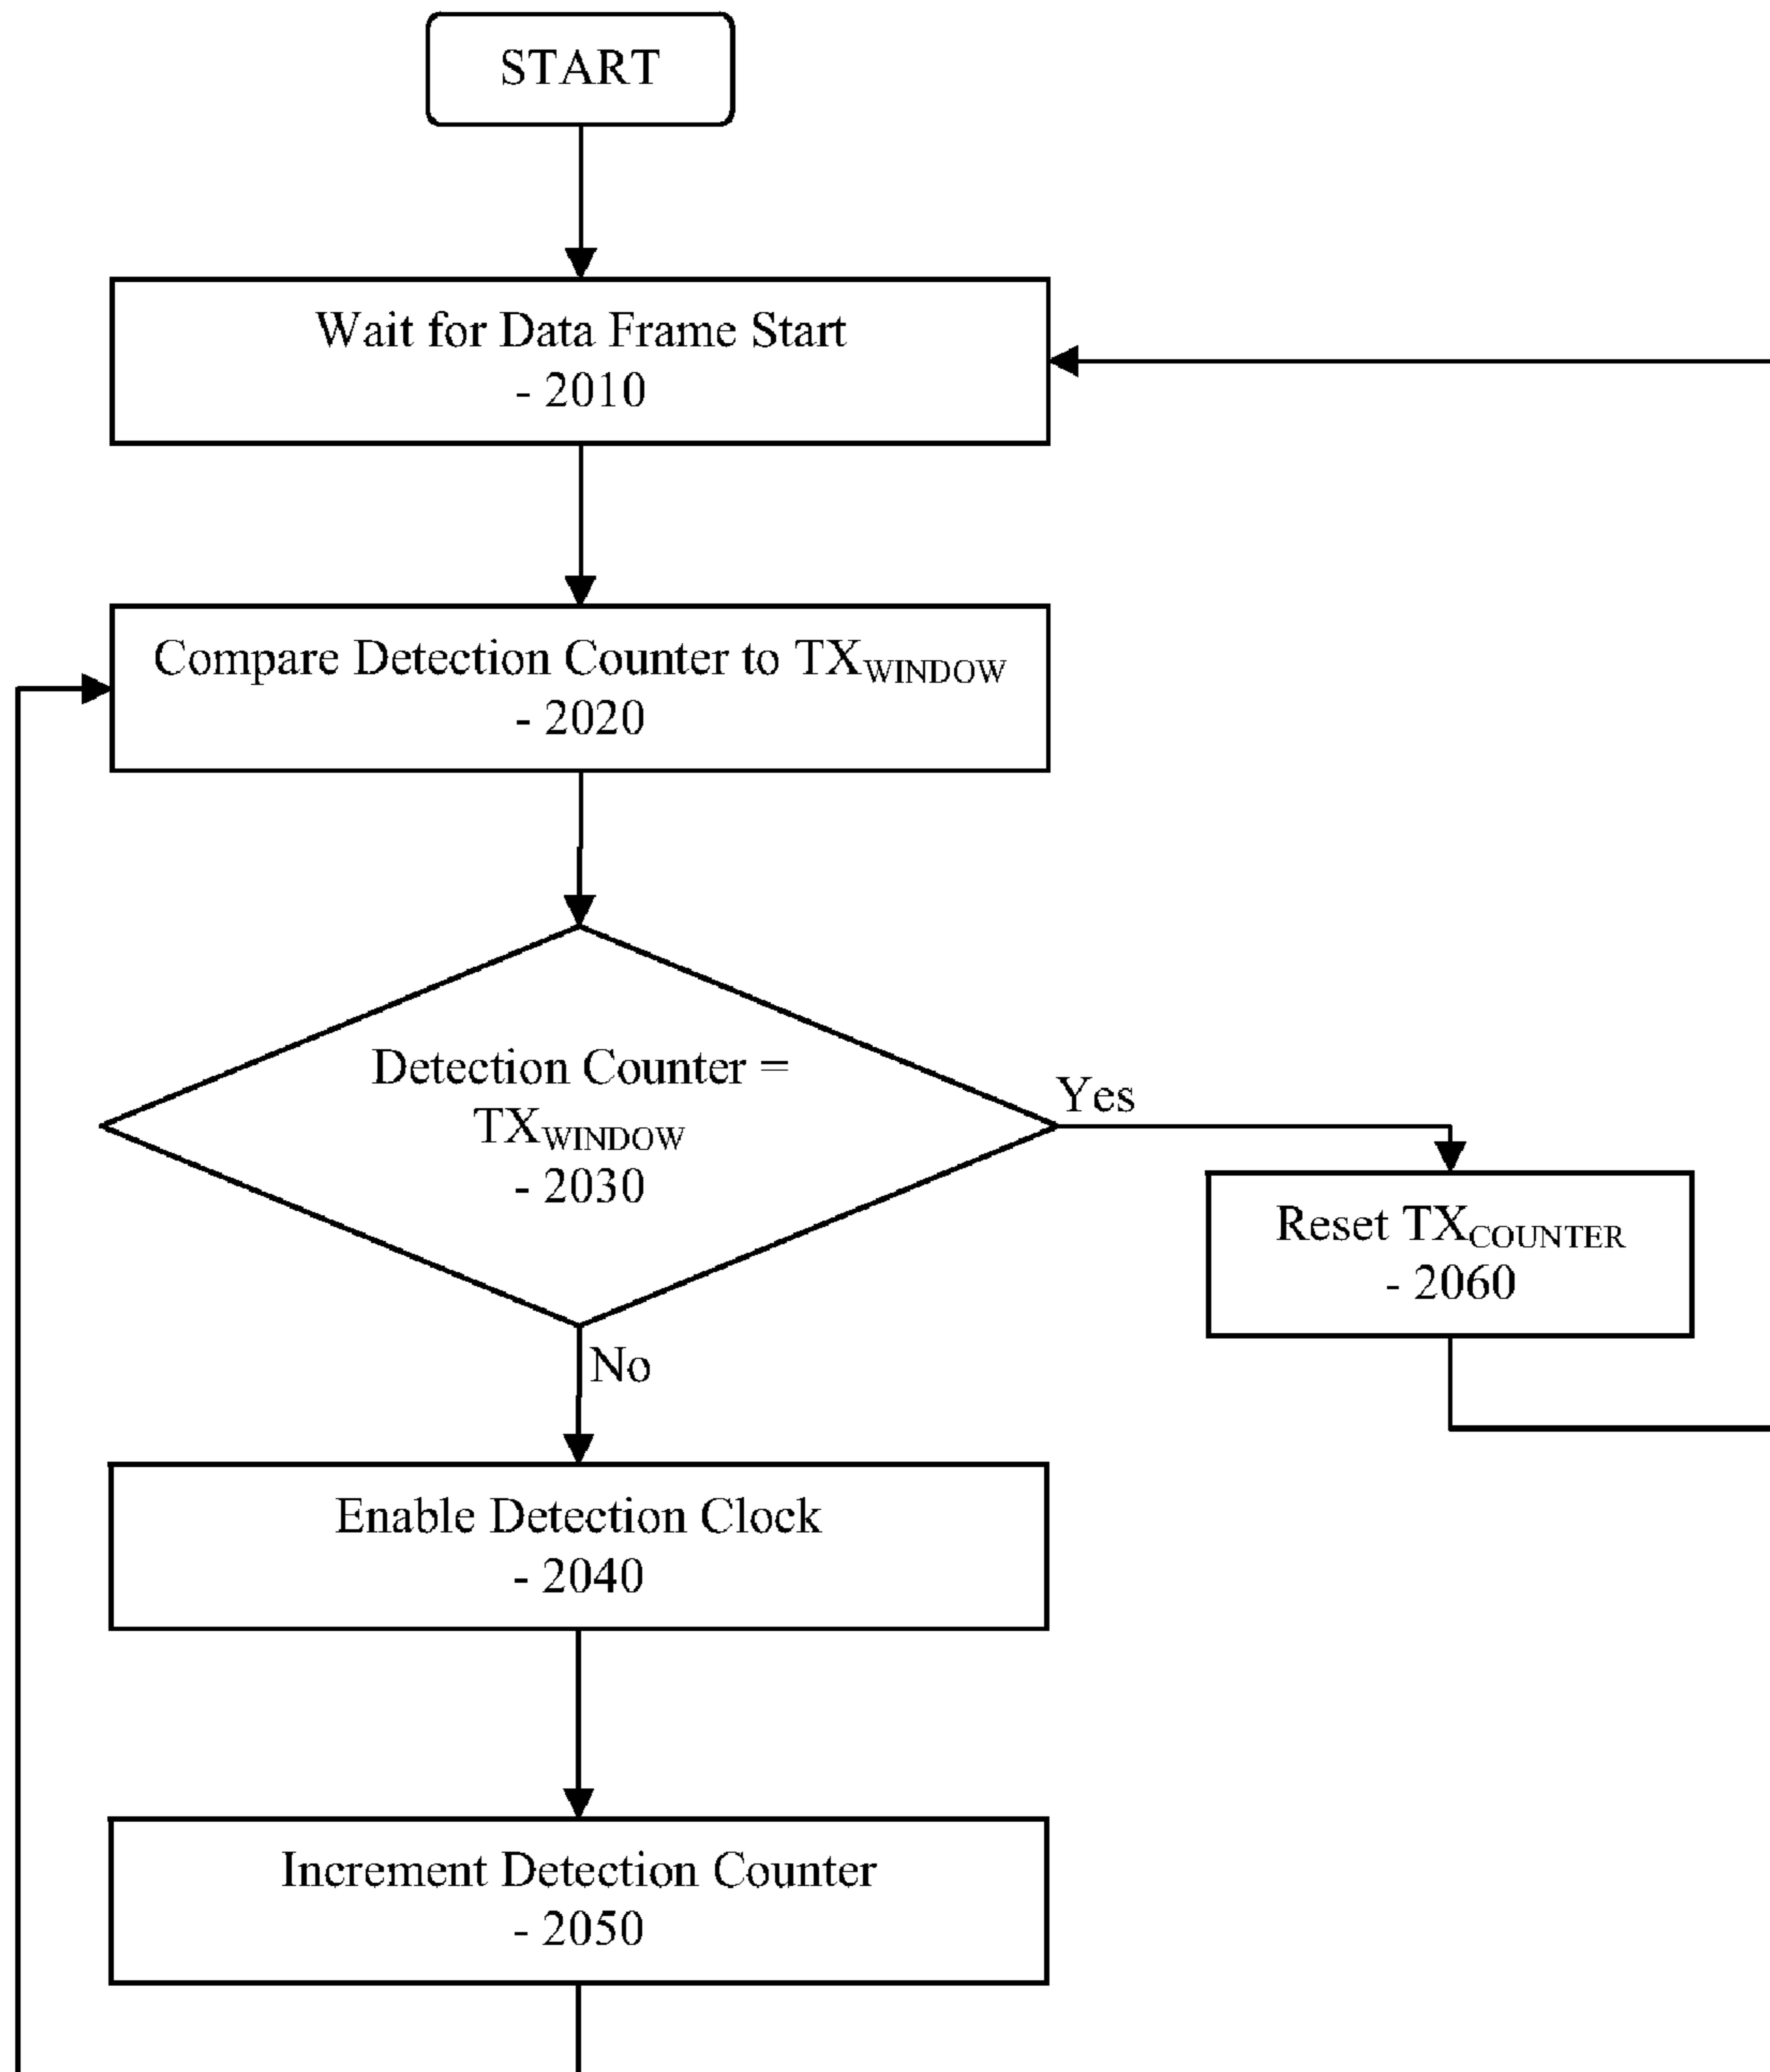 START
Wait for Data Frame Start
- 2010
Compare Detection Counter to TXWINDOW
- 2020
Detection Counter =
TXWINDOW
- 2030
Yes
Reset TXCOUNTER
- 2060
No
Enable Detection Clock
- 2040
Increment Detection Counter
- 2050